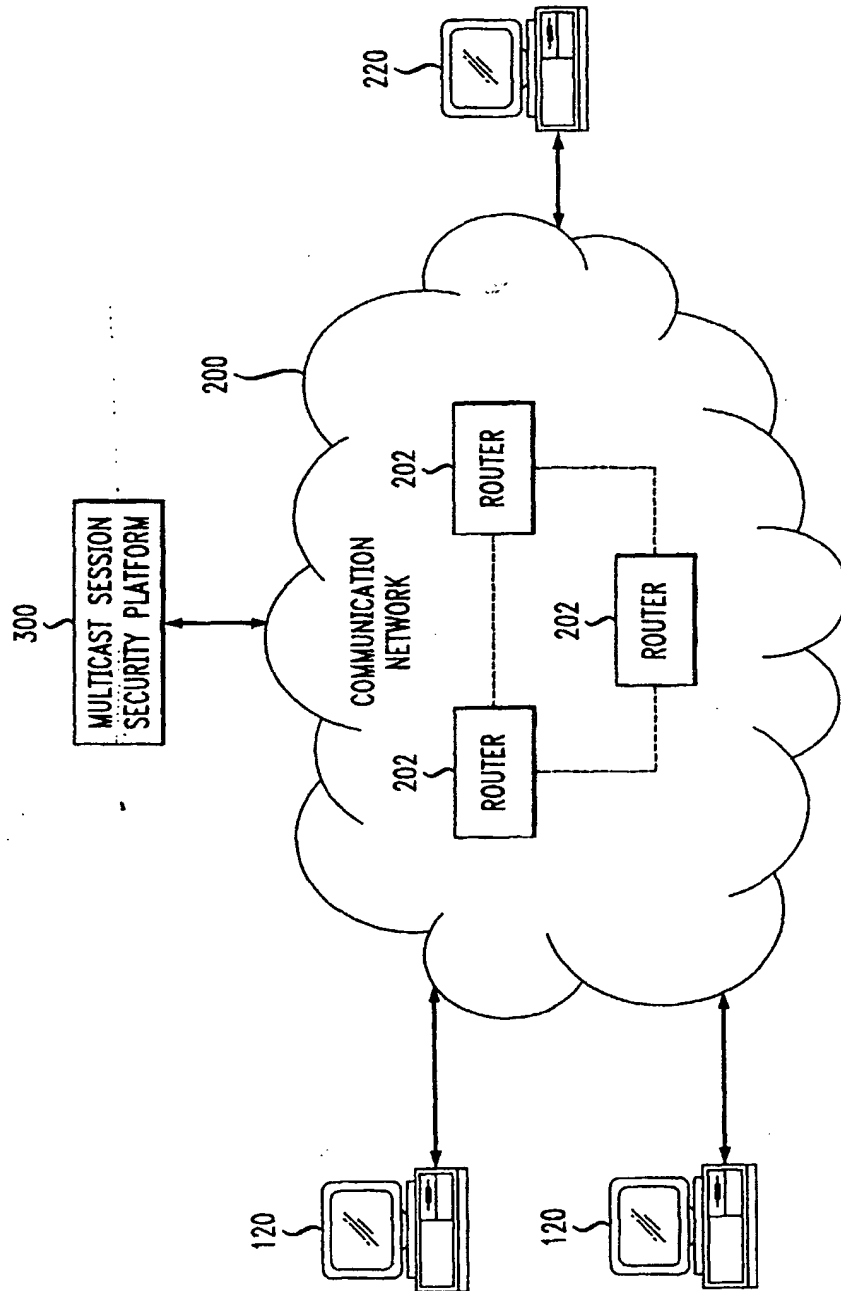 300
MULTICAST SESSION
SECURITY PLATFORM
200
COMMUNICATION
NETWORK
202
ROUTER
202
ROUTER
202
ROUTER
120
120
220